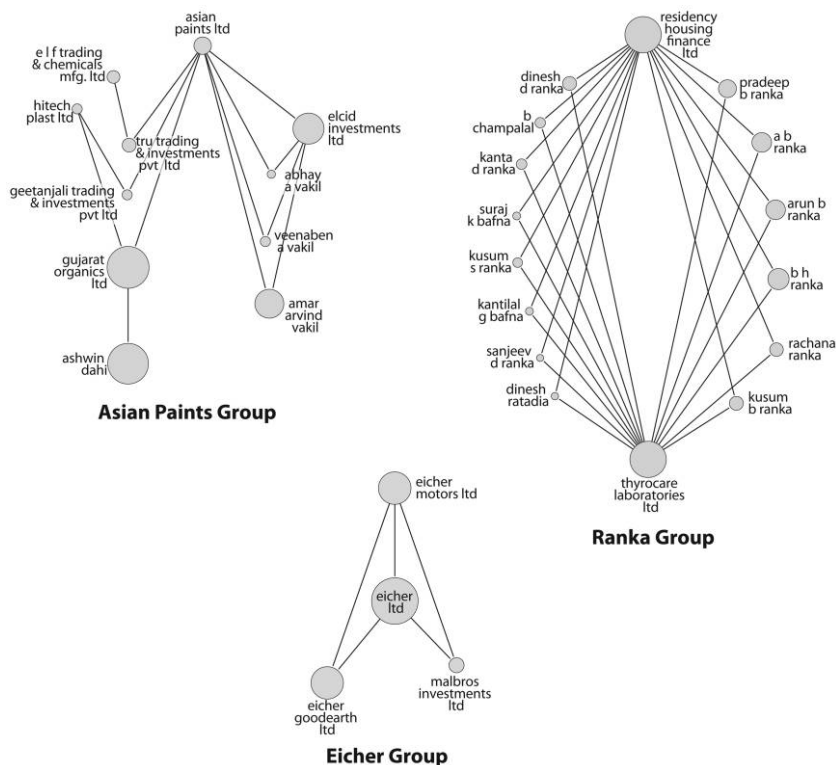 asian
paints ltd
e l f trading
& chemicals
mfg. ltd
hitech
plast ltd
tru trading
& investments
pvt ltd
geetanjali trading
& investments
pvt ltd
elcid
investments
ltd
abhay
a vakil
veenaben
a vakil
gujarat
organics
ltd
amar
arvind
vakil
ashwin
dahi
Asian Paints Group
residency
housing
finance
ltd
dinesh
d ranka
b
champalal
kanta
d ranka
suraj
k bafna
kusum
s ranka
kantilal
g bafna
sanjeev
d ranka
dinesh
ratadia
pradeep
b ranka
a b
ranka
arun b
ranka
b h
ranka
rachana
ranka
kusum
b ranka
thyrocare
laboratories
ltd
Ranka Group
eicher
motors ltd
eicher
ltd
eicher
goodearth
ltd
malbros
investments
ltd
Eicher Group